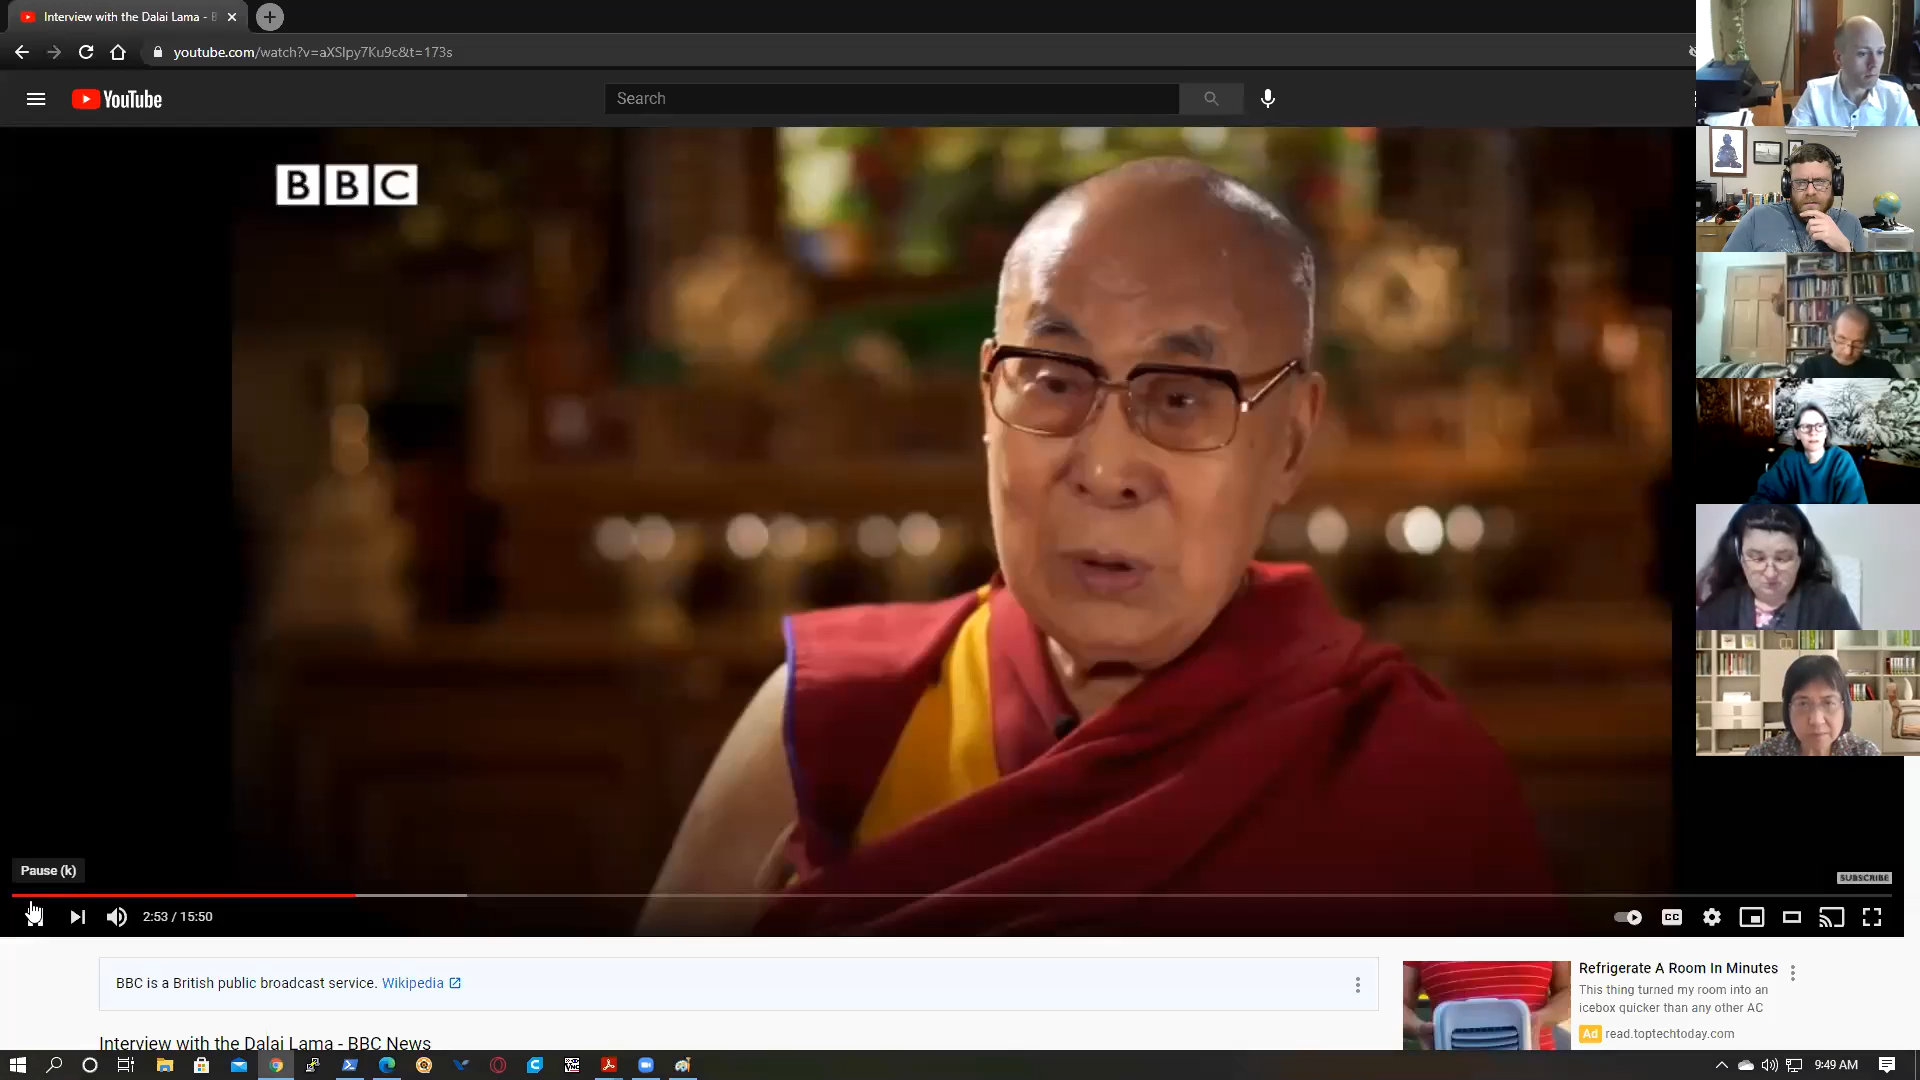 Interview with the Dalai Lama - B
youtube.com/watch?v=aXSlpy7Ku9c&t=173s
YouTube
Search
BBC
Pause (k)
SUBSCRIBE
2:53 / 15:50
CC
BBC is a British public broadcast service. Wikipedia
Interview with the Dalai Lama - BBC News
Refrigerate A Room In Minutes
This thing turned my room into an
icebox quicker than any other AC
Ad read.toptechtoday.com
9:49 AM